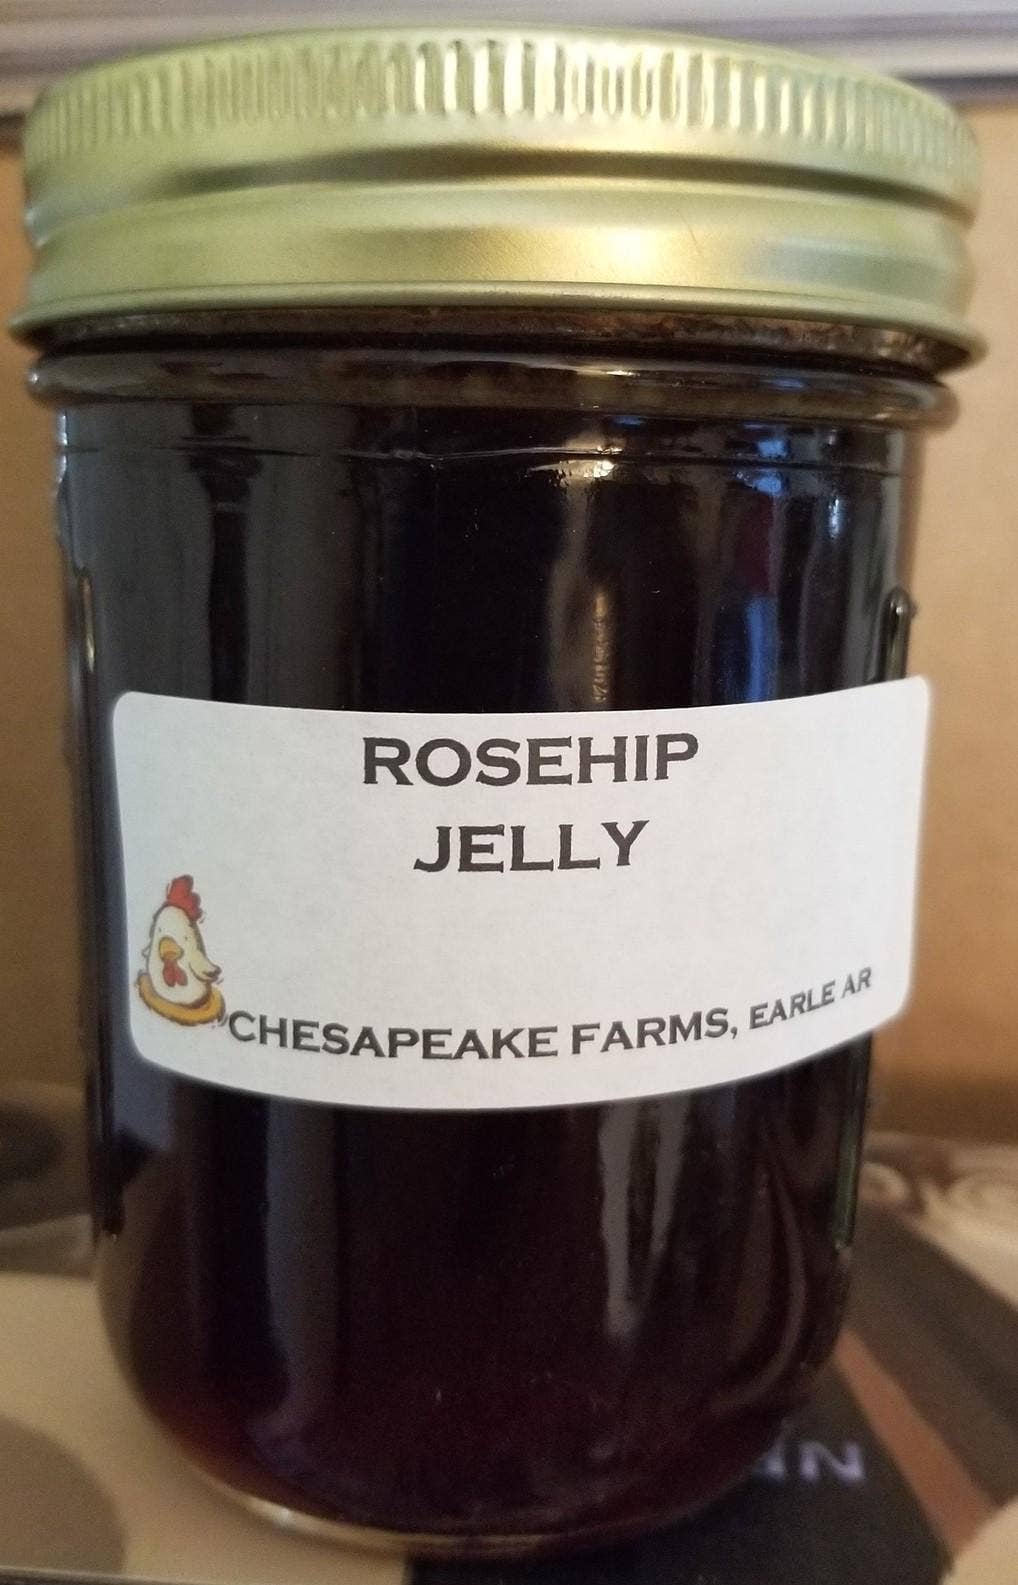 ROSEHIP
JELLY
CHESAPEAKE FARMS, EARLE AR